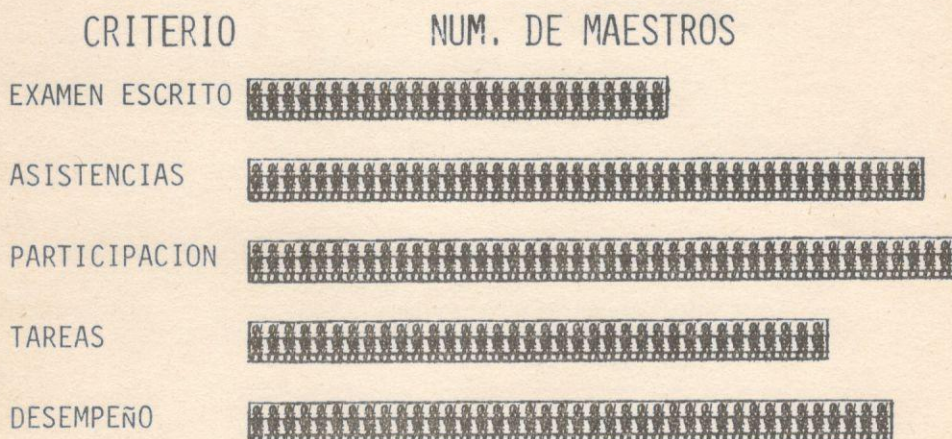 CRITERIO NUM. DE MAESTROS
EXAMEN ESCRITO
ASISTENCIAS
PARTICIPACION
TAREAS
DESEMPEÑO